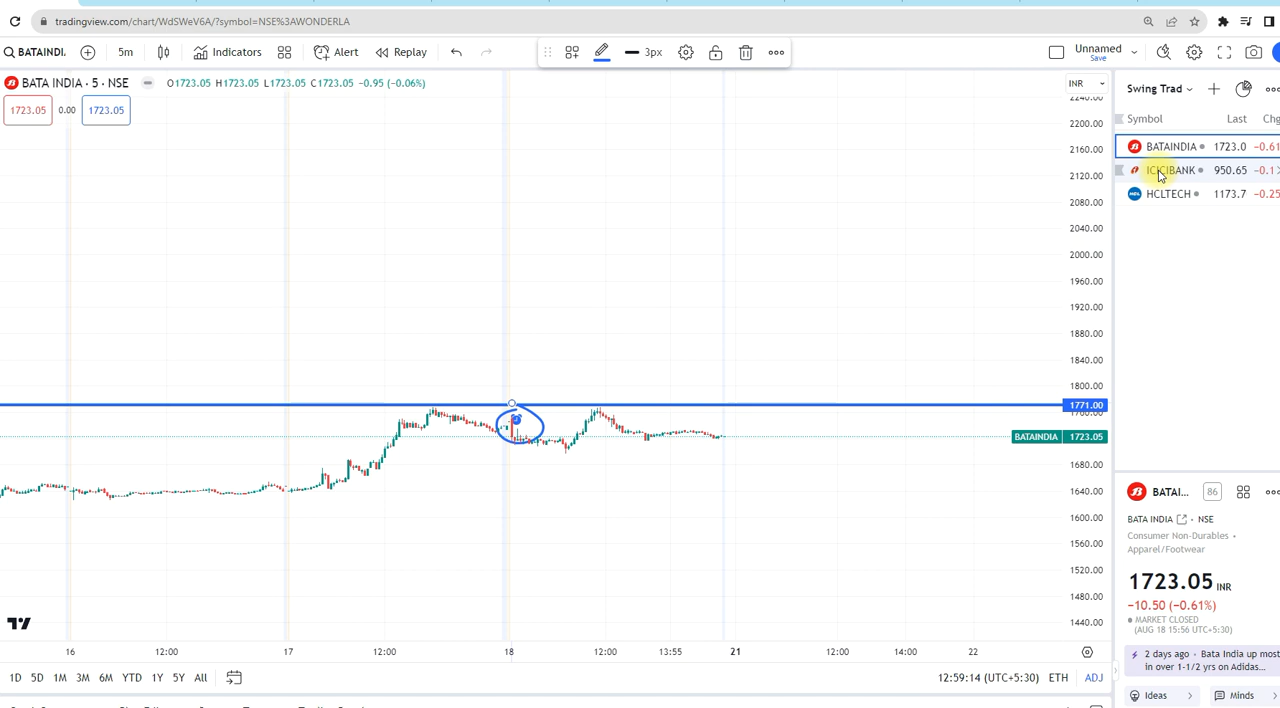 tradingview.com/chart/WdSWeV6A/?symbol=NSE%3AWONDERLA
BATAINDI. 5m Indicators Alert Replay 3px Unnamed Save
BATA INDIA · 5 · NSE O1723.05 H1723.05 L1723.05 C1723.05 −0.95 (−0.06%)
1723.05 0.00 1723.05
INR
2240.00
2200.00
2160.00
2120.00
2080.00
2040.00
2000.00
1960.00
1920.00
1880.00
1840.00
1800.00
1771.00
1760.00
BATAINDIA 1723.05
1680.00
1640.00
1600.00
1560.00
1520.00
1480.00
1440.00
16 12:00 17 12:00 18 12:00 13:55 21 12:00 14:00 22
1D 5D 1M 3M 6M YTD 1Y 5Y All
12:59:14 (UTC+5:30) ETH ADJ
Swing Trad
Symbol Last Chg
BATAINDIA 1723.0 −0.61
ICICIBANK 950.65 −0.1
HCLTECH 1173.7 −0.25
BATAI... 86
BATA INDIA · NSE
Consumer Non-Durables •
Apparel/Footwear
1723.05 INR
−10.50 (−0.61%)
MARKET CLOSED
(AUG 18 15:56 UTC+5:30)
2 days ago · Bata India up most
in over 1-1/2 yrs on Adidas...
Ideas Minds